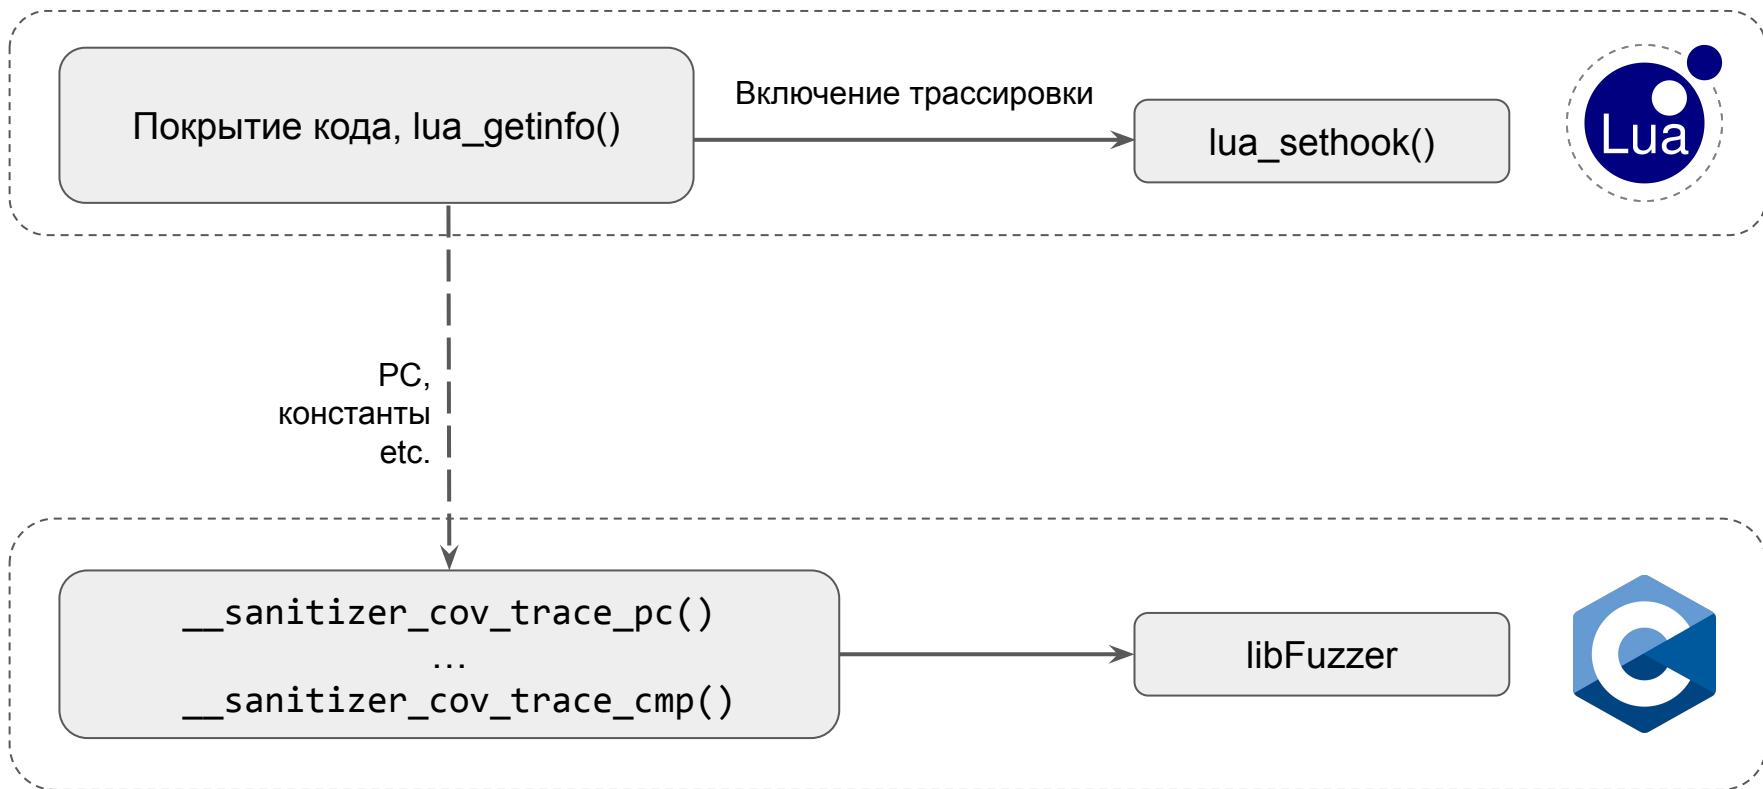 Покрытие кода, lua_getinfo()
Включение трассировки
lua_sethook()
Lua
PC,
константы
etc.
__sanitizer_cov_trace_pc()
…
__sanitizer_cov_trace_cmp()
libFuzzer
C